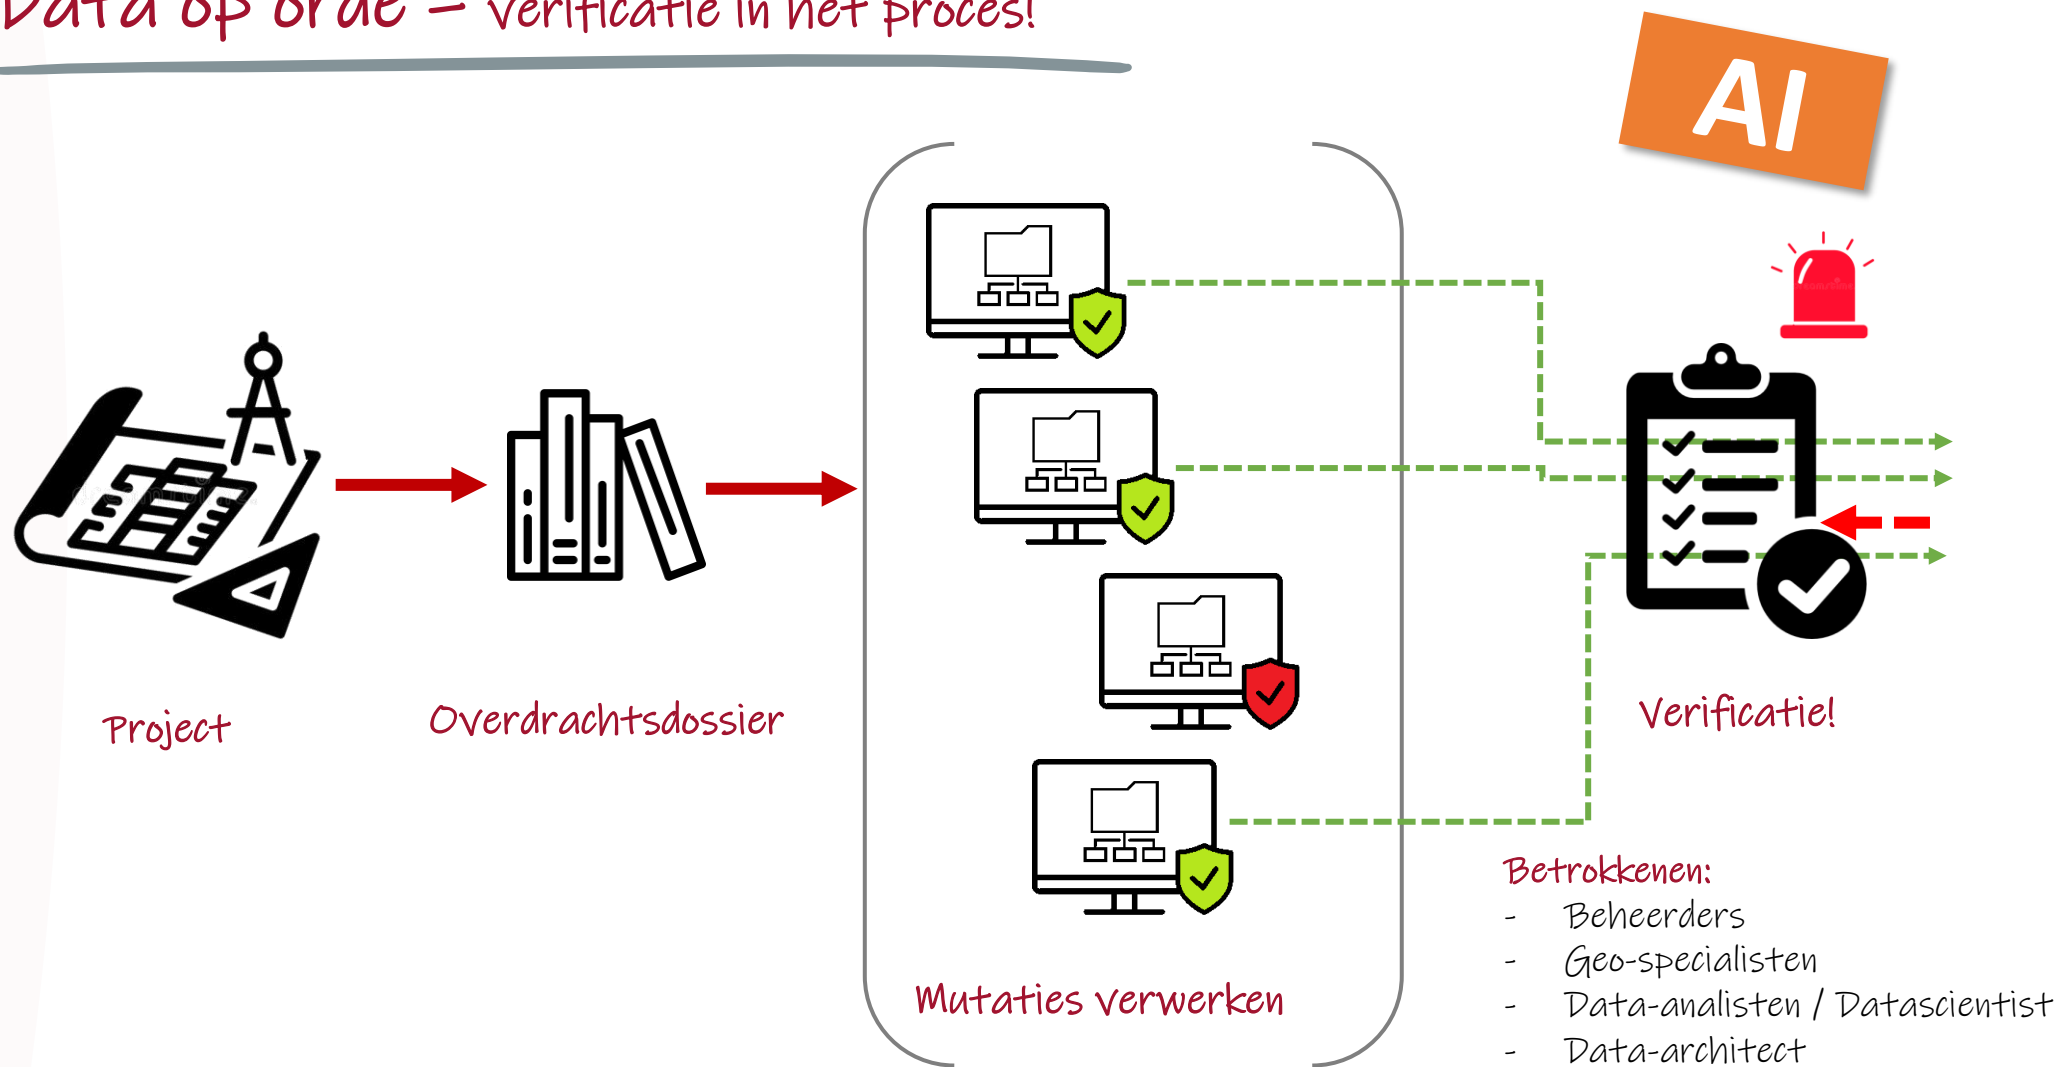 Data op orde – verificatie in het proces!
AI
Project
Overdrachtsdossier
Mutaties verwerken
Verificatie!
Betrokkenen:
- Beheerders
- Geo-specialisten
- Data-analisten / Datascientist
- Data-architect